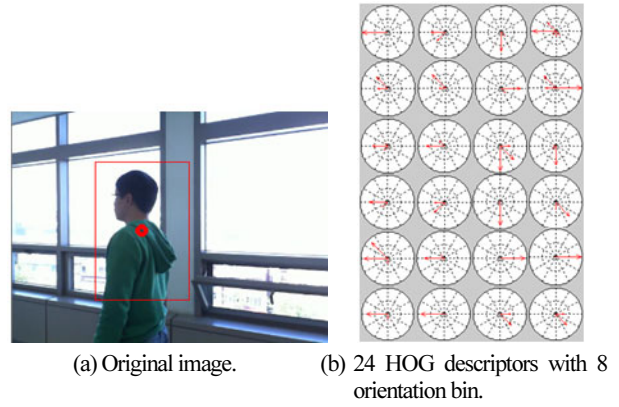 (a) Original image.
(b) 24 HOG descriptors with 8
orientation bin.